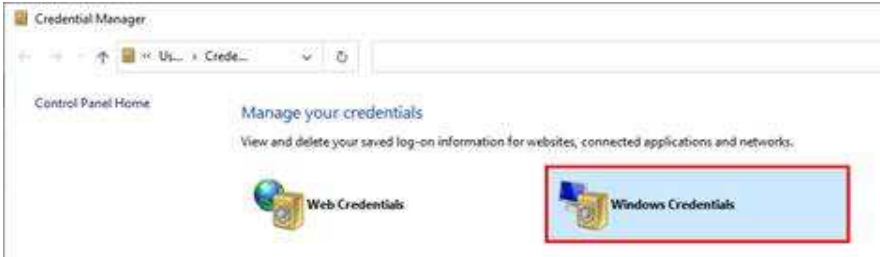 Credential Manager
« Us... › Crede...
Control Panel Home
Manage your credentials
View and delete your saved log-on information for websites, connected applications and networks.
Web Credentials
Windows Credentials